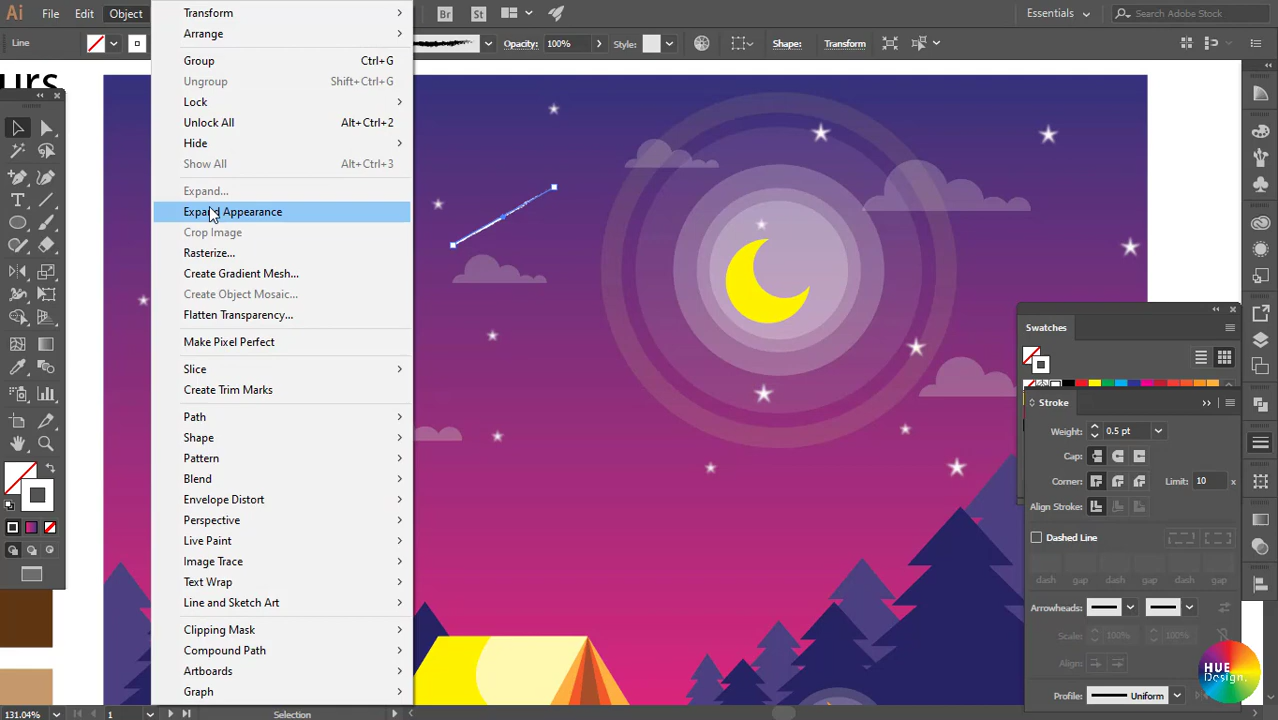 Ai File Edit Object Br St Essentials Search Adobe Stock
Line Opacity: 100% Style: Shape: Transform
urs
Transform
Arrange
Group Ctrl+G
Ungroup Shift+Ctrl+G
Lock
Unlock All Alt+Ctrl+2
Hide
Show All Alt+Ctrl+3
Expand...
Expand Appearance
Crop Image
Rasterize...
Create Gradient Mesh...
Create Object Mosaic...
Flatten Transparency...
Make Pixel Perfect
Slice
Create Trim Marks
Path
Shape
Pattern
Blend
Envelope Distort
Perspective
Live Paint
Image Trace
Text Wrap
Line and Sketch Art
Clipping Mask
Compound Path
Artboards
Graph
Swatches
Stroke
Weight: 0.5 pt
Cap:
Corner: Limit: 10 x
Align Stroke:
Dashed Line
dash gap dash gap dash gap
Arrowheads:
Scale: 100% 100%
Align:
Profile: Uniform
HUE
Design.
131.04% 1 Selection